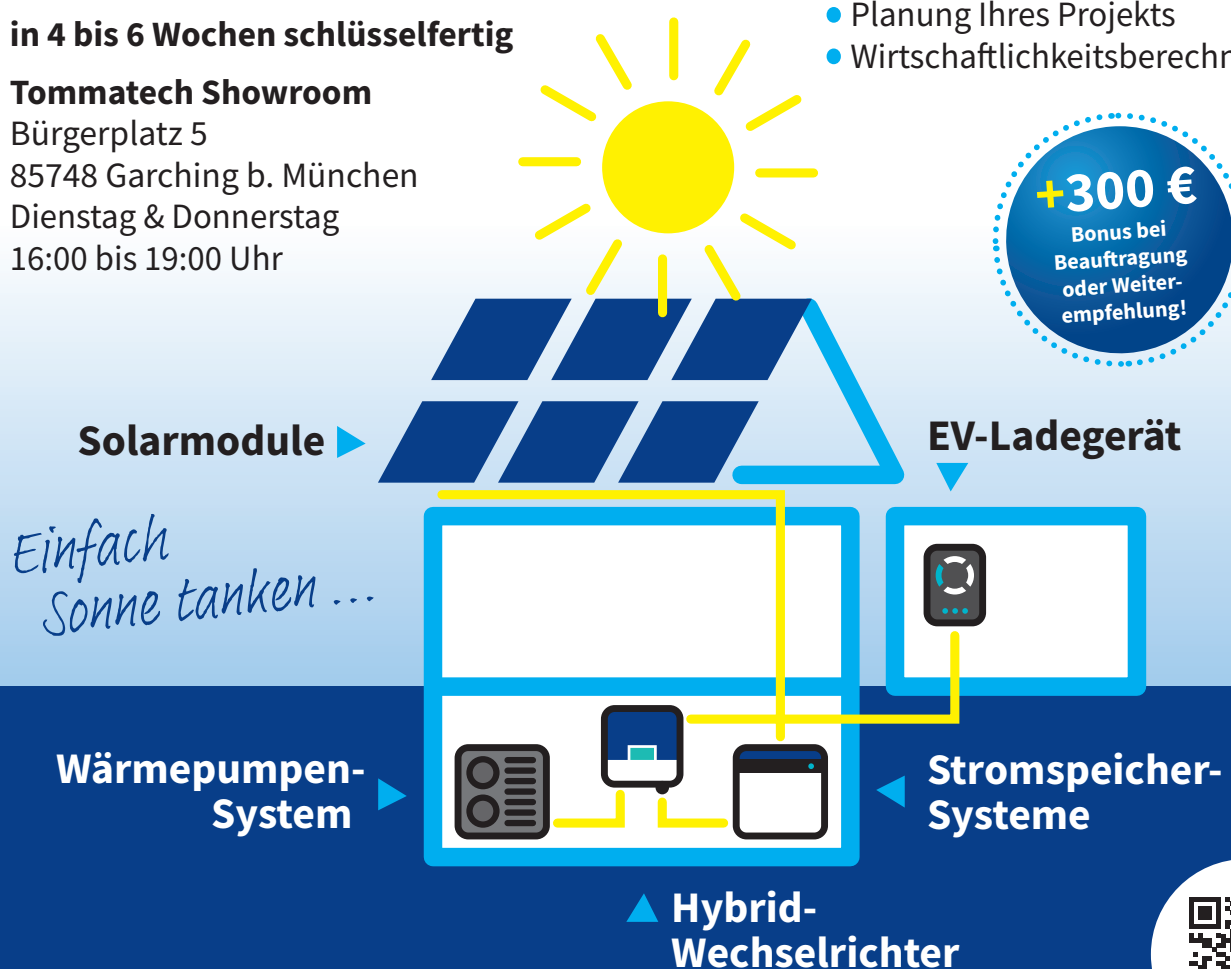 in 4 bis 6 Wochen schlüsselfertig
Tommatech Showroom
Bürgerplatz 5
85748 Garching b. München
Dienstag & Donnerstag
16:00 bis 19:00 Uhr
• Planung Ihres Projekts
• Wirtschaftlichkeitsberechn
+300 €
Bonus bei
Beauftragung
oder Weiter-
empfehlung!
Solarmodule
EV-Ladegerät
Einfach
Sonne tanken ...
Wärmepumpen-
System
Stromspeicher-
Systeme
Hybrid-
Wechselrichter